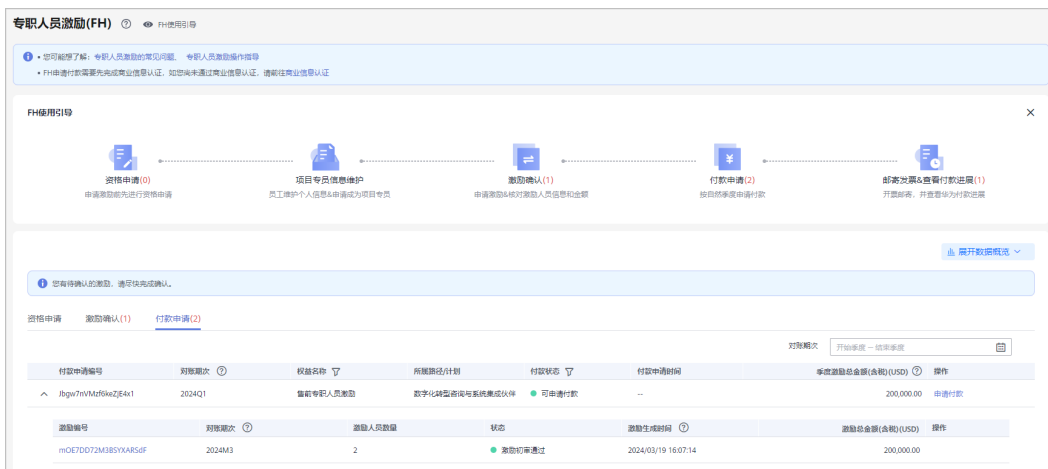 专职人员激励(FH) ? FH使用引导
• 您可能想了解：专职人员激励的常见问题、 专职人员激励操作指导
• FH申请付款需要先完成商业信息认证，如您尚未通过商业信息认证，请前往商业信息认证
FH使用引导
资格申请(0) 项目专员信息维护 激励确认(1) 付款申请(2) 邮寄发票&查看付款进展(1)
申请激励前先进行资格申请 员工维护个人信息&申请成为项目专员 申请激励&核对激励人员信息和金额 按自然季度申请付款 开票邮寄，并查看华为付款进展
展开数据概览
您有待确认的激励，请尽快完成确认。
资格申请 激励确认(1) 付款申请(2)
对账期次 开始季度 – 结束季度
付款申请编号 对账期次 ? 权益名称 所属路径/计划 付款状态 付款申请时间 季度激励总金额(含税)(USD) ? 操作
Jbgw7nVMzf6keZjE4x1 2024Q1 售前专职人员激励 数字化转型咨询与系统集成伙伴 可申请付款 -- 200,000.00 申请付款
激励编号 对账期次 ? 激励人员数量 状态 激励生成时间 ? 激励总金额(含税)(USD) 操作
mOE7DD72M38SYXARSdF 2024M3 2 激励初审通过 2024/03/19 16:07:14 200,000.00